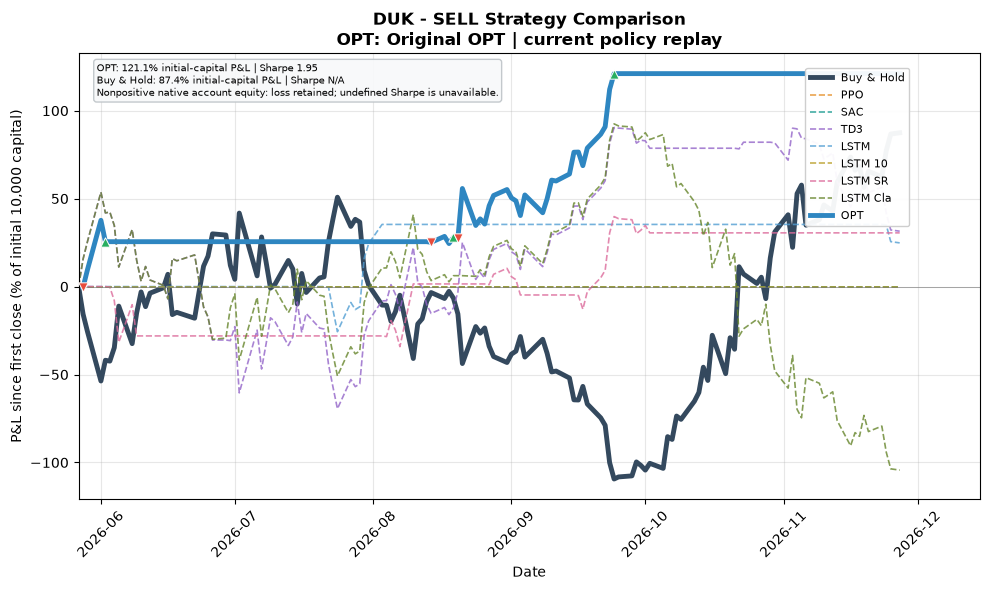 DUK - SELL Strategy Comparison
OPT: Original OPT | current policy replay
OPT: 121.1% initial-capital P&L | Sharpe 1.95
Buy & Hold: 87.4% initial-capital P&L | Sharpe N/A
Nonpositive native account equity: loss retained; undefined Sharpe is unavailable.
Buy & Hold
PPO
SAC
TD3
LSTM
LSTM 10
LSTM SR
LSTM Cla
OPT
P&L since first close (% of initial 10,000 capital)
100
50
0
−50
−100
2026-06
2026-07
2026-08
2026-09
2026-10
2026-11
2026-12
Date